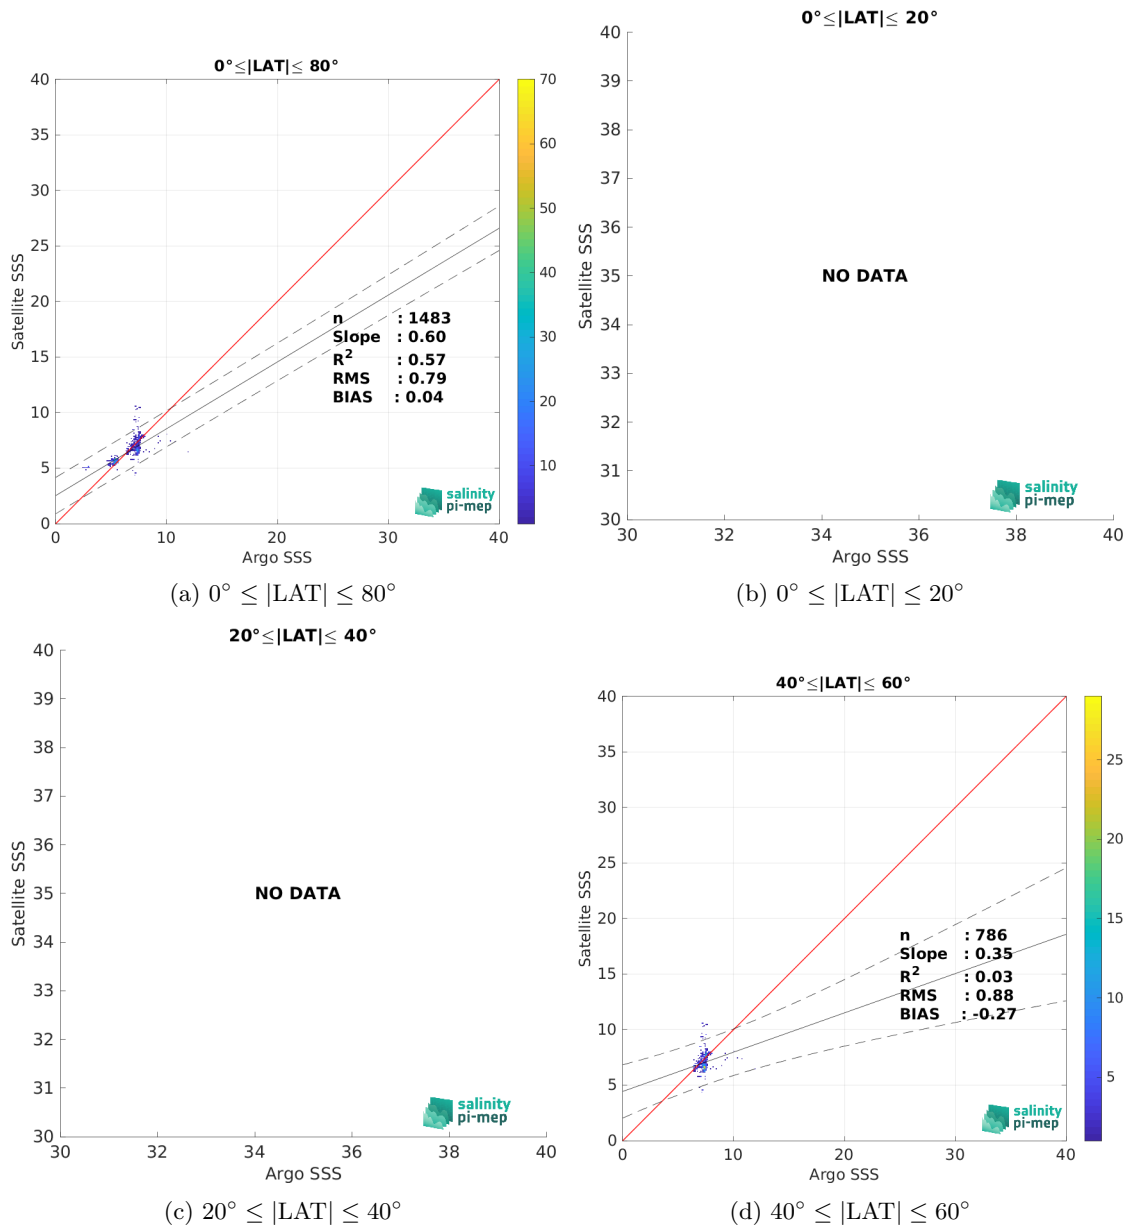 0°≤|LAT|≤ 80°
40
35
30
25
20
15
10
5
0
Satellite SSS
0
10
20
30
40
Argo SSS
70
60
50
40
30
20
10
n : 1483
Slope : 0.60
R² : 0.57
RMS : 0.79
BIAS : 0.04
salinity
pi-mep
(a) 0° ≤ |LAT| ≤ 80°
0°≤|LAT|≤ 20°
40
39
38
37
36
35
34
33
32
31
30
Satellite SSS
NO DATA
30
32
34
36
38
40
Argo SSS
salinity
pi-mep
(b) 0° ≤ |LAT| ≤ 20°
20°≤|LAT|≤ 40°
40
39
38
37
36
35
34
33
32
31
30
Satellite SSS
NO DATA
30
32
34
36
38
40
Argo SSS
salinity
pi-mep
(c) 20° ≤ |LAT| ≤ 40°
40°≤|LAT|≤ 60°
40
35
30
25
20
15
10
5
0
Satellite SSS
0
10
20
30
40
Argo SSS
25
20
15
10
5
n : 786
Slope : 0.35
R² : 0.03
RMS : 0.88
BIAS : -0.27
salinity
pi-mep
(d) 40° ≤ |LAT| ≤ 60°